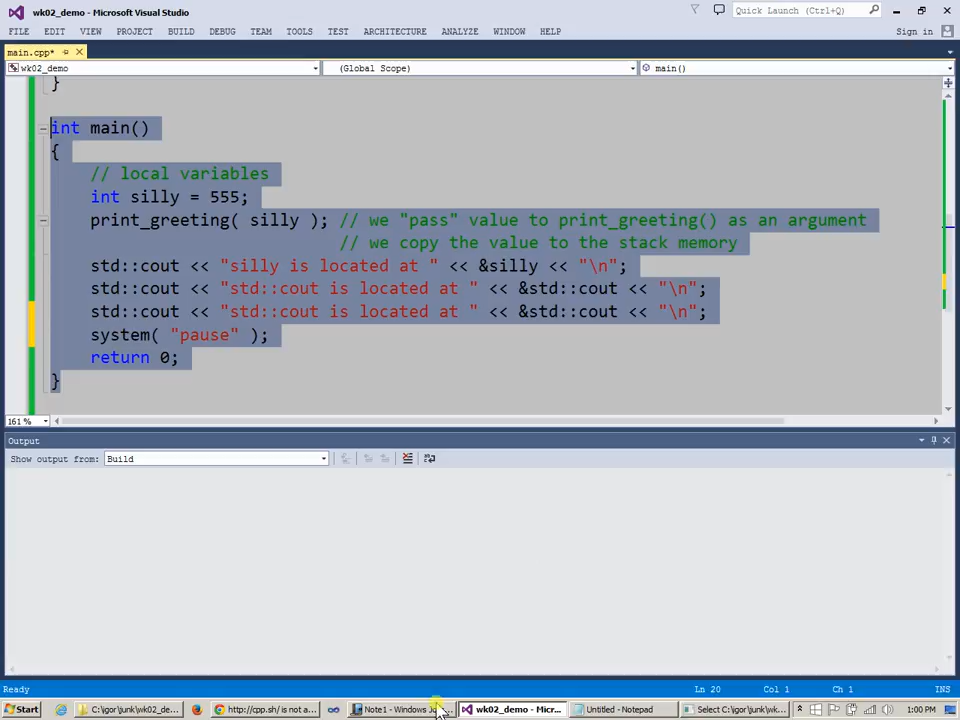 wk02_demo - Microsoft Visual Studio
Quick Launch (Ctrl+Q)
FILE EDIT VIEW PROJECT BUILD DEBUG TEAM TOOLS TEST ARCHITECTURE ANALYZE WINDOW HELP
Sign in
main.cpp*
wk02_demo (Global Scope) main()
}
int main()
{
// local variables
int silly = 555;
print_greeting( silly ); // we "pass" value to print_greeting() as an argument
// we copy the value to the stack memory
std::cout << "silly is located at " << &silly << "\n";
std::cout << "std::cout is located at " << &std::cout << "\n";
std::cout << "std::cout is located at " << &std::cout << "\n";
system( "pause" );
return 0;
}
161 %
Output
Show output from: Build
Ready Ln 20 Col 1 Ch 1 INS
Start C:\igor\junk\wk02_de... http://cpp.sh/ is not a... Note1 - Windows wk02_demo - Micr... Untitled - Notepad Select C:\igor\junk\wk... 1:00 PM